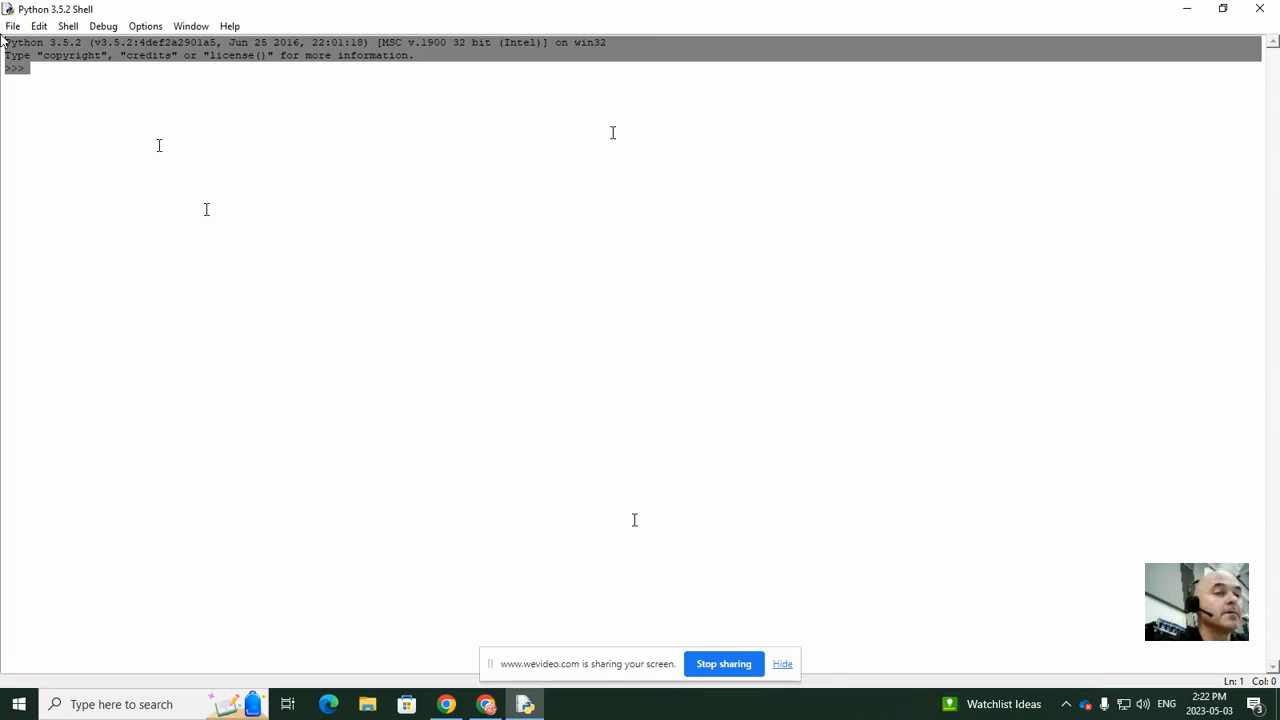 Python 3.5.2 Shell
File Edit Shell Debug Options Window Help
Python 3.5.2 (v3.5.2:4def2a2901a5, Jun 25 2016, 22:01:18) [MSC v.1900 32 bit (Intel)] on win32
Type "copyright", "credits" or "license()" for more information.
>>>
www.wevideo.com is sharing your screen. Stop sharing Hide
Ln: 1 Col: 0
Type here to search
Watchlist Ideas
ENG
2:22 PM
2023-05-03
3